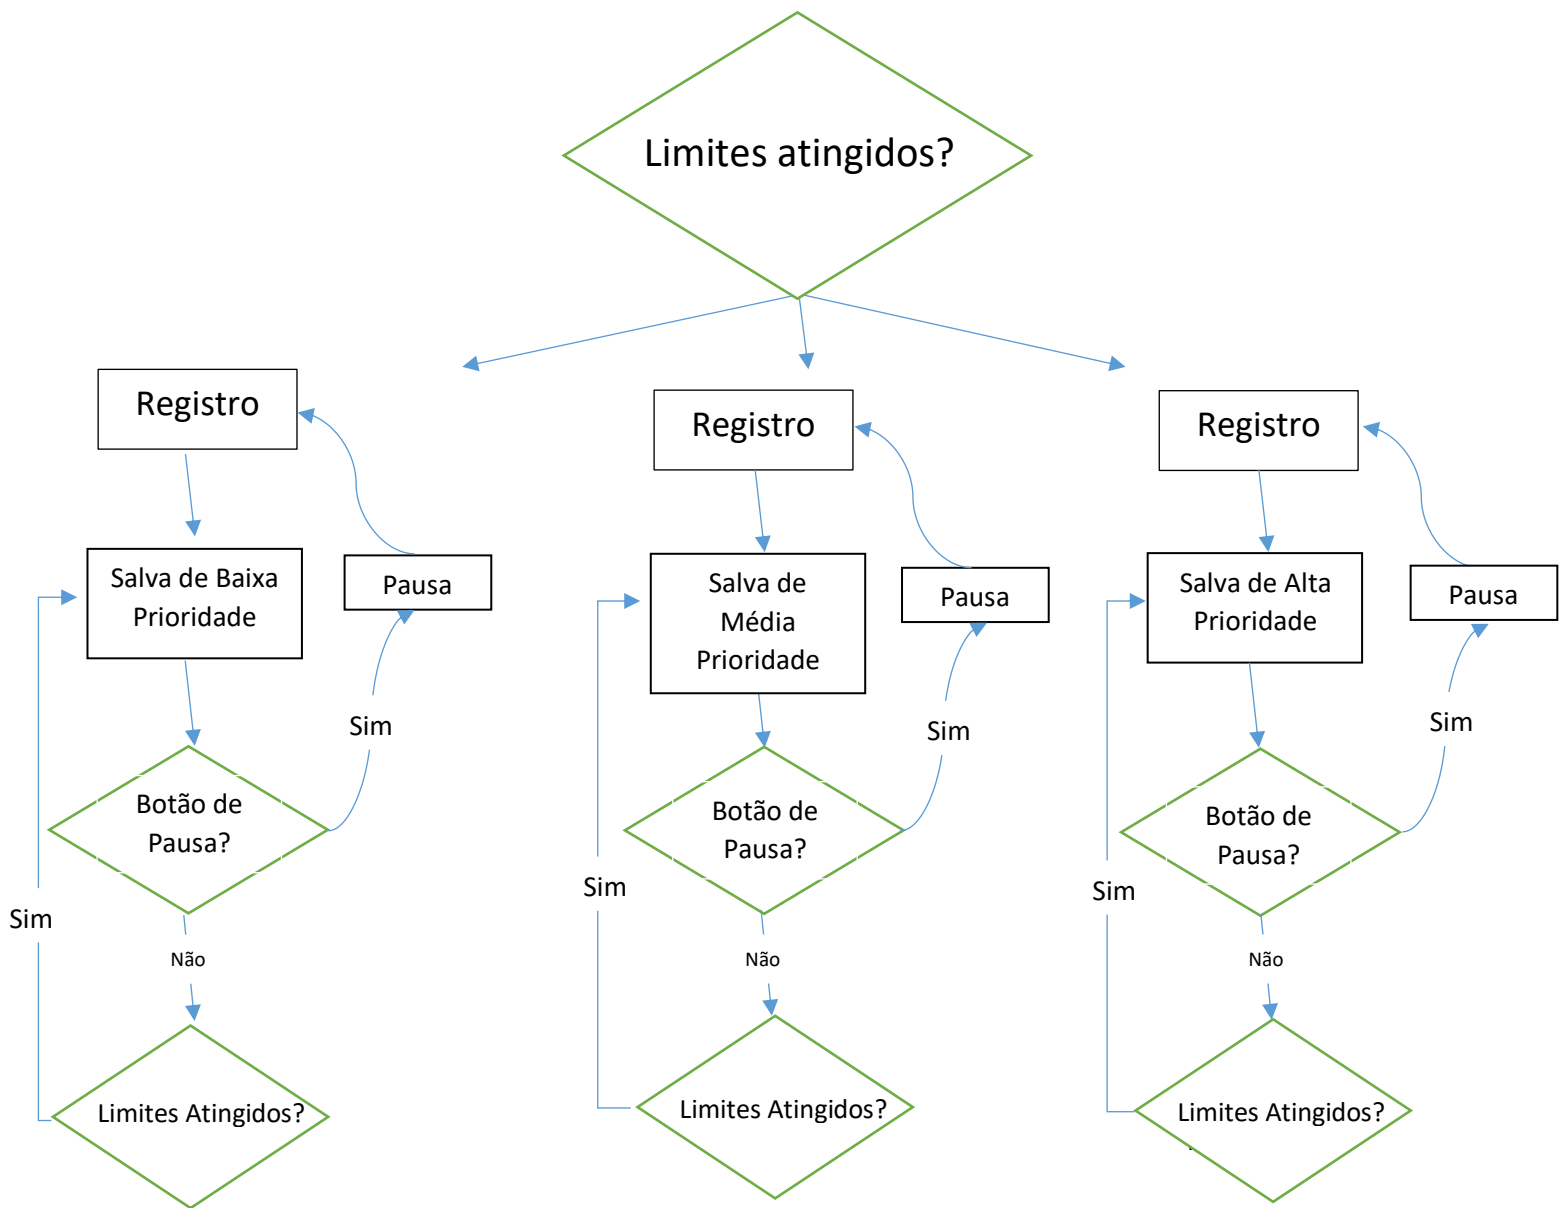 Limites atingidos?
Registro
Registro
Registro
Salva de Baixa
Prioridade
Pausa
Salva de
Média
Prioridade
Pausa
Salva de Alta
Prioridade
Pausa
Sim
Sim
Sim
Botão de
Pausa?
Botão de
Pausa?
Botão de
Pausa?
Sim
Sim
Sim
Não
Não
Não
Limites Atingidos?
Limites Atingidos?
Limites Atingidos?